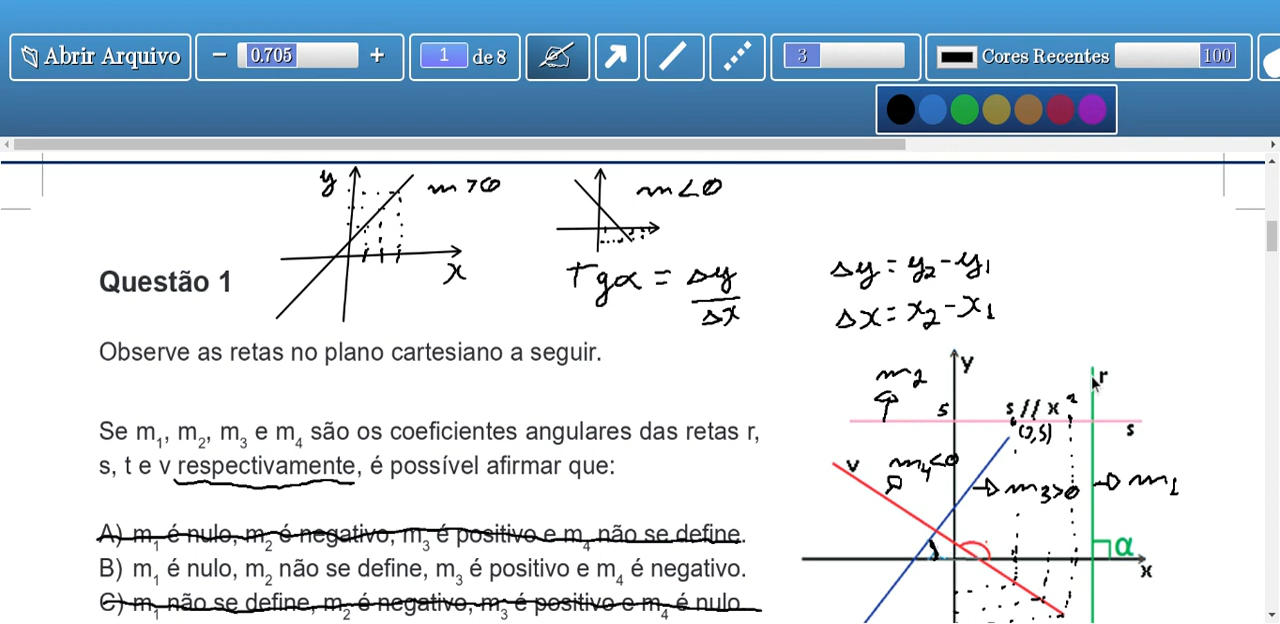 Abrir Arquivo − 0.705 + 1 de 8 3 Cores Recentes 100
y m>0 m<0
x
Questão 1
Tgα = Δy/Δx
Δy = y₂ − y₁
Δx = x₂ − x₁
Observe as retas no plano cartesiano a seguir.
Se m₁, m₂, m₃ e m₄ são os coeficientes angulares das retas r,
s, t e v respectivamente, é possível afirmar que:
A) m₁ é nulo, m₂ é negativo, m₃ é positivo e m₄ não se define.
B) m₁ é nulo, m₂ não se define, m₃ é positivo e m₄ é negativo.
C) m₁ não se define, m₂ é negativo, m₃ é positivo e m₄ é nulo
y r
m₂
5 s // x
s
v m₄<0
m₃>0 m₁
α
x